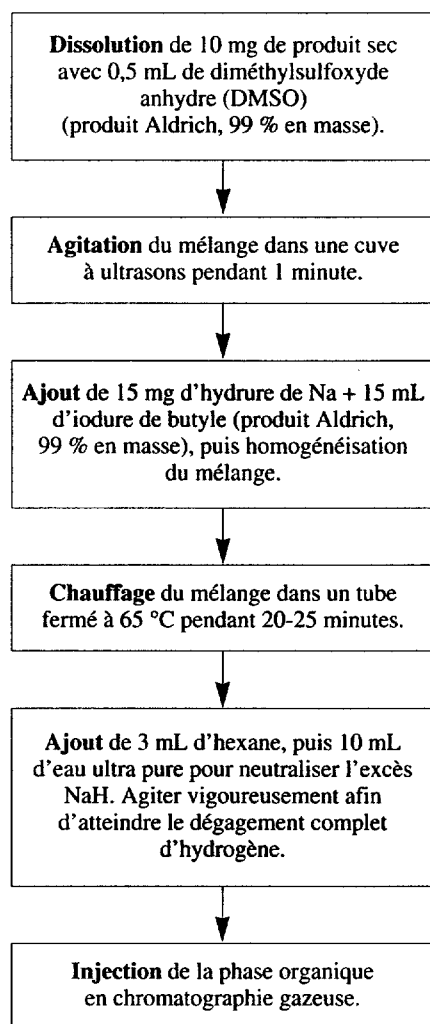 Dissolution de 10 mg de produit sec
avec 0,5 mL de diméthylsulfoxyde
anhydre (DMSO)
(produit Aldrich, 99 % en masse).
Agitation du mélange dans une cuve
à ultrasons pendant 1 minute.
Ajout de 15 mg d'hydrure de Na + 15 mL
d'iodure de butyle (produit Aldrich,
99 % en masse), puis homogénéisation
du mélange.
Chauffage du mélange dans un tube
fermé à 65 °C pendant 20-25 minutes.
Ajout de 3 mL d'hexane, puis 10 mL
d'eau ultra pure pour neutraliser l'excès
NaH. Agiter vigoureusement afin
d'atteindre le dégagement complet
d'hydrogène.
Injection de la phase organique
en chromatographie gazeuse.